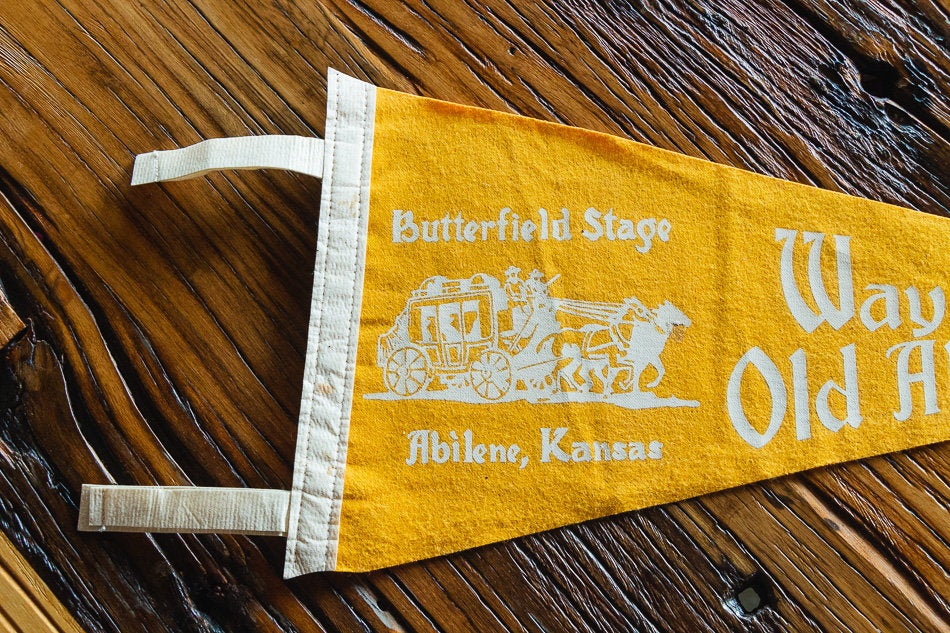 Butterfield Stage
Abilene, Kansas
Way
Old